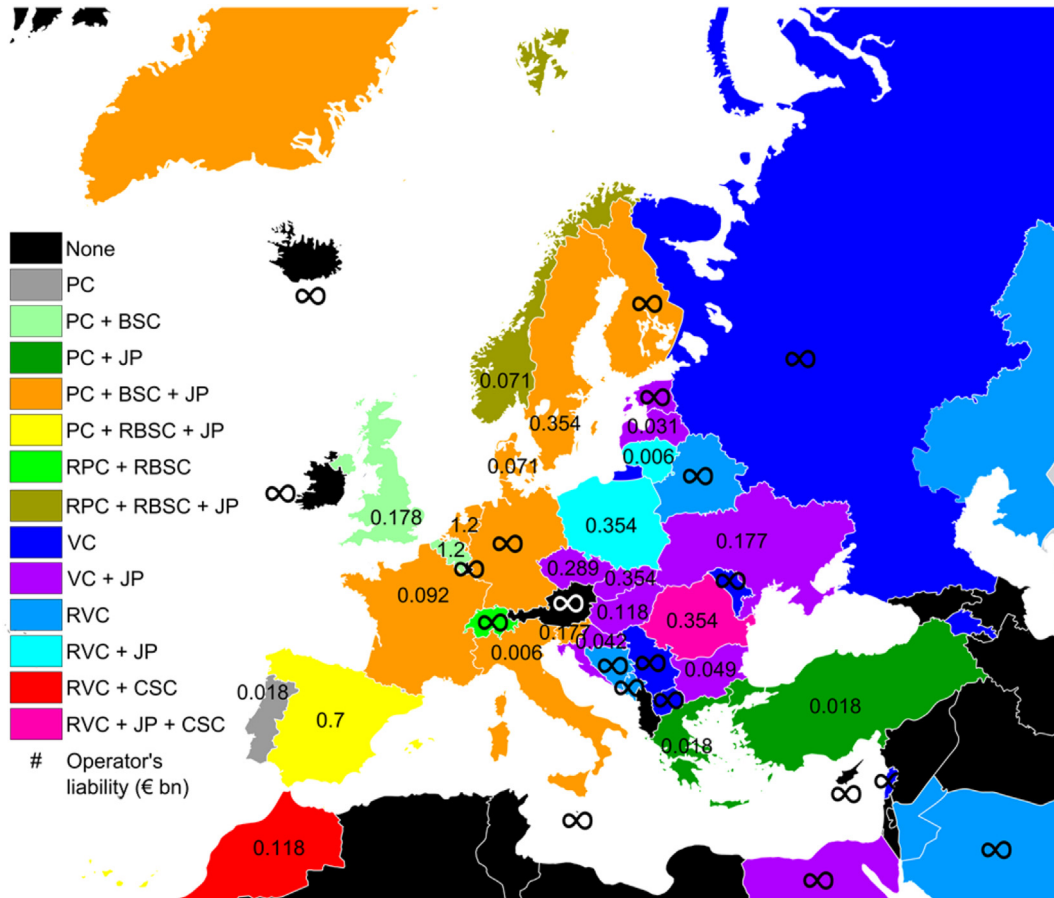 None
PC
PC + BSC
PC + JP
PC + BSC + JP
PC + RBSC + JP
RPC + RBSC
RPC + RBSC + JP
VC
VC + JP
RVC
RVC + JP
RVC + CSC
RVC + JP + CSC
# Operator's
liability (€ bn)
∞
∞
∞
0.071
∞
0.354
0.031
0.071
0.006
∞
∞
0.178
1.2
0.354
0.177
1.2
∞
∞
0.289
0.354
∞
0.092
∞
0.118
∞
0.177
0.354
0.006
0.042
∞
∞
0.049
0.018
∞
∞
0.7
0.018
0.018
∞
∞
∞
0.118
∞
∞